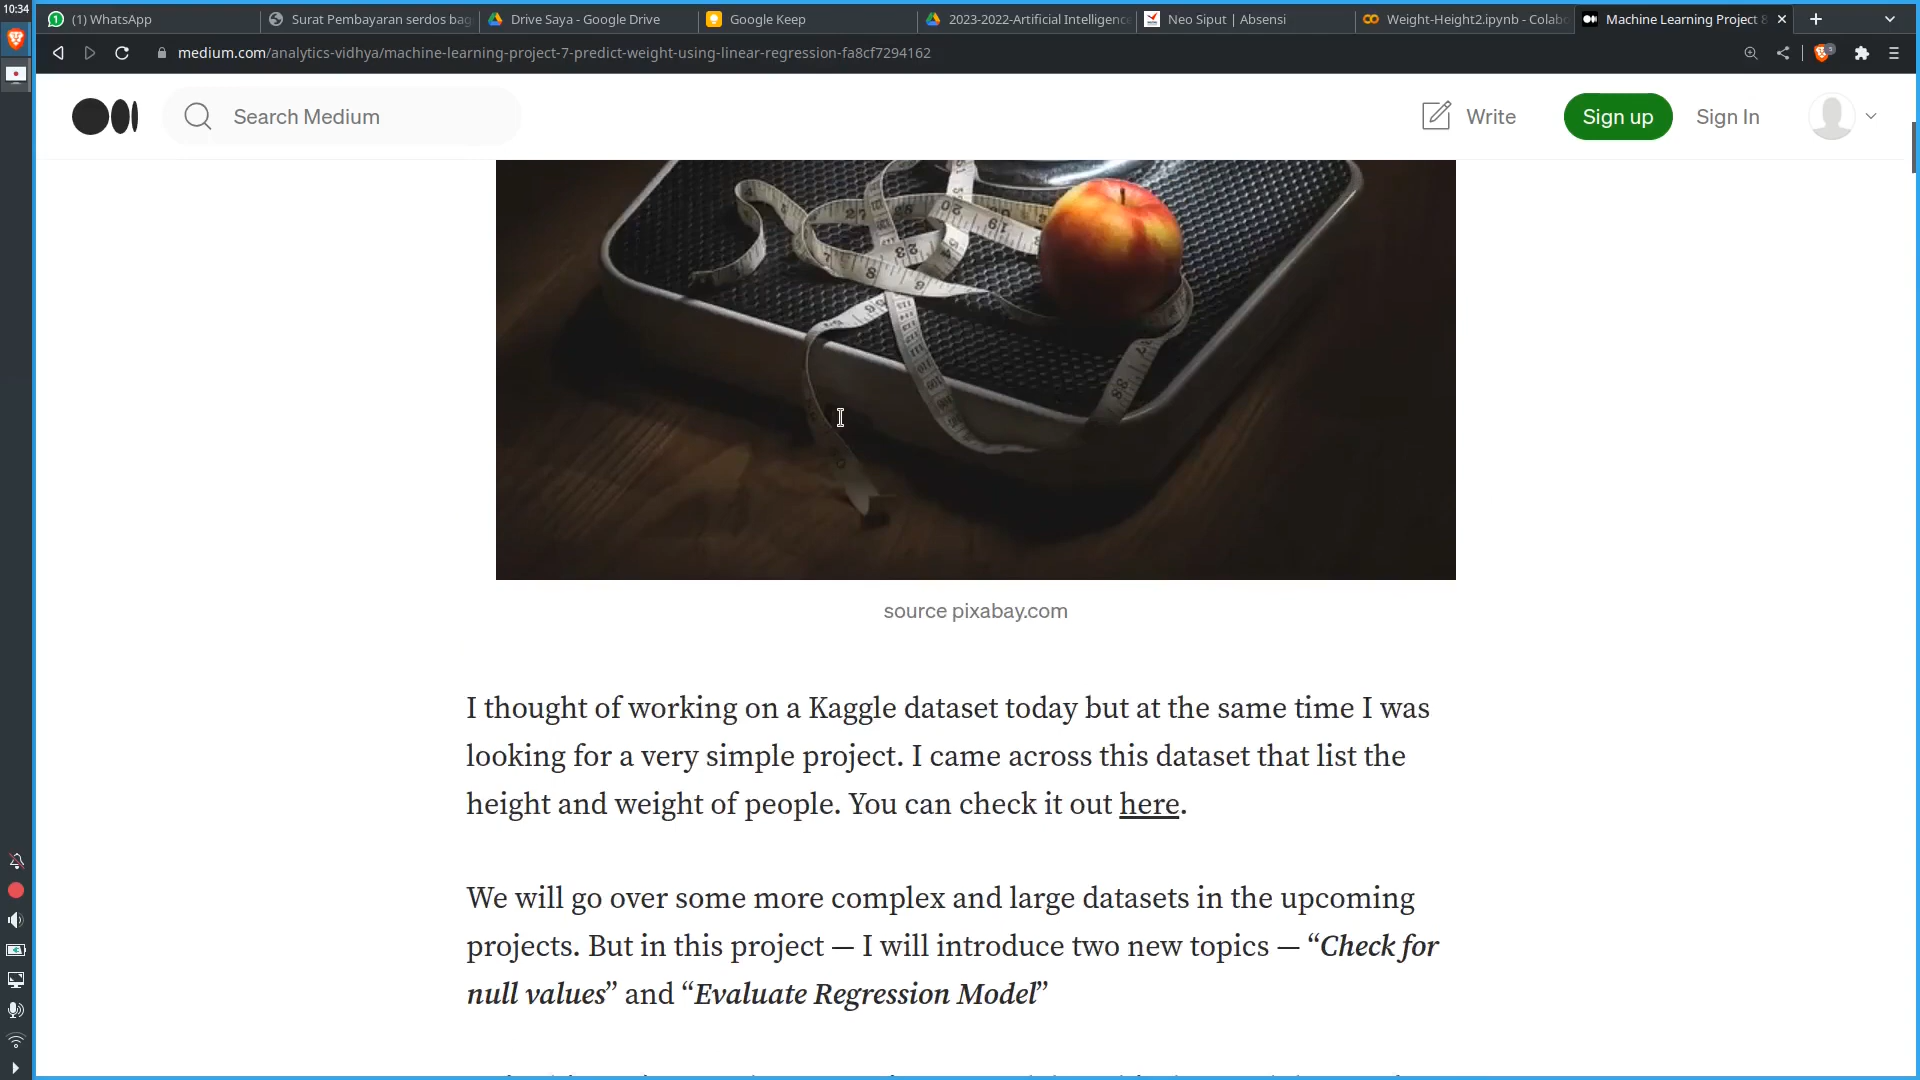 10:34
(1) WhatsApp
Surat Pembayaran serdos bag
Drive Saya - Google Drive
Google Keep
2023-2022-Artificial Intelligence
Neo Siput | Absensi
Weight-Height2.ipynb - Colab
Machine Learning Project 8
medium.com/analytics-vidhya/machine-learning-project-7-predict-weight-using-linear-regression-fa8cf7294162
Search Medium
Write
Sign up
Sign In
source pixabay.com
I thought of working on a Kaggle dataset today but at the same time I was
looking for a very simple project. I came across this dataset that list the
height and weight of people. You can check it out here.
We will go over some more complex and large datasets in the upcoming
projects. But in this project — I will introduce two new topics — “Check for
null values” and “Evaluate Regression Model”